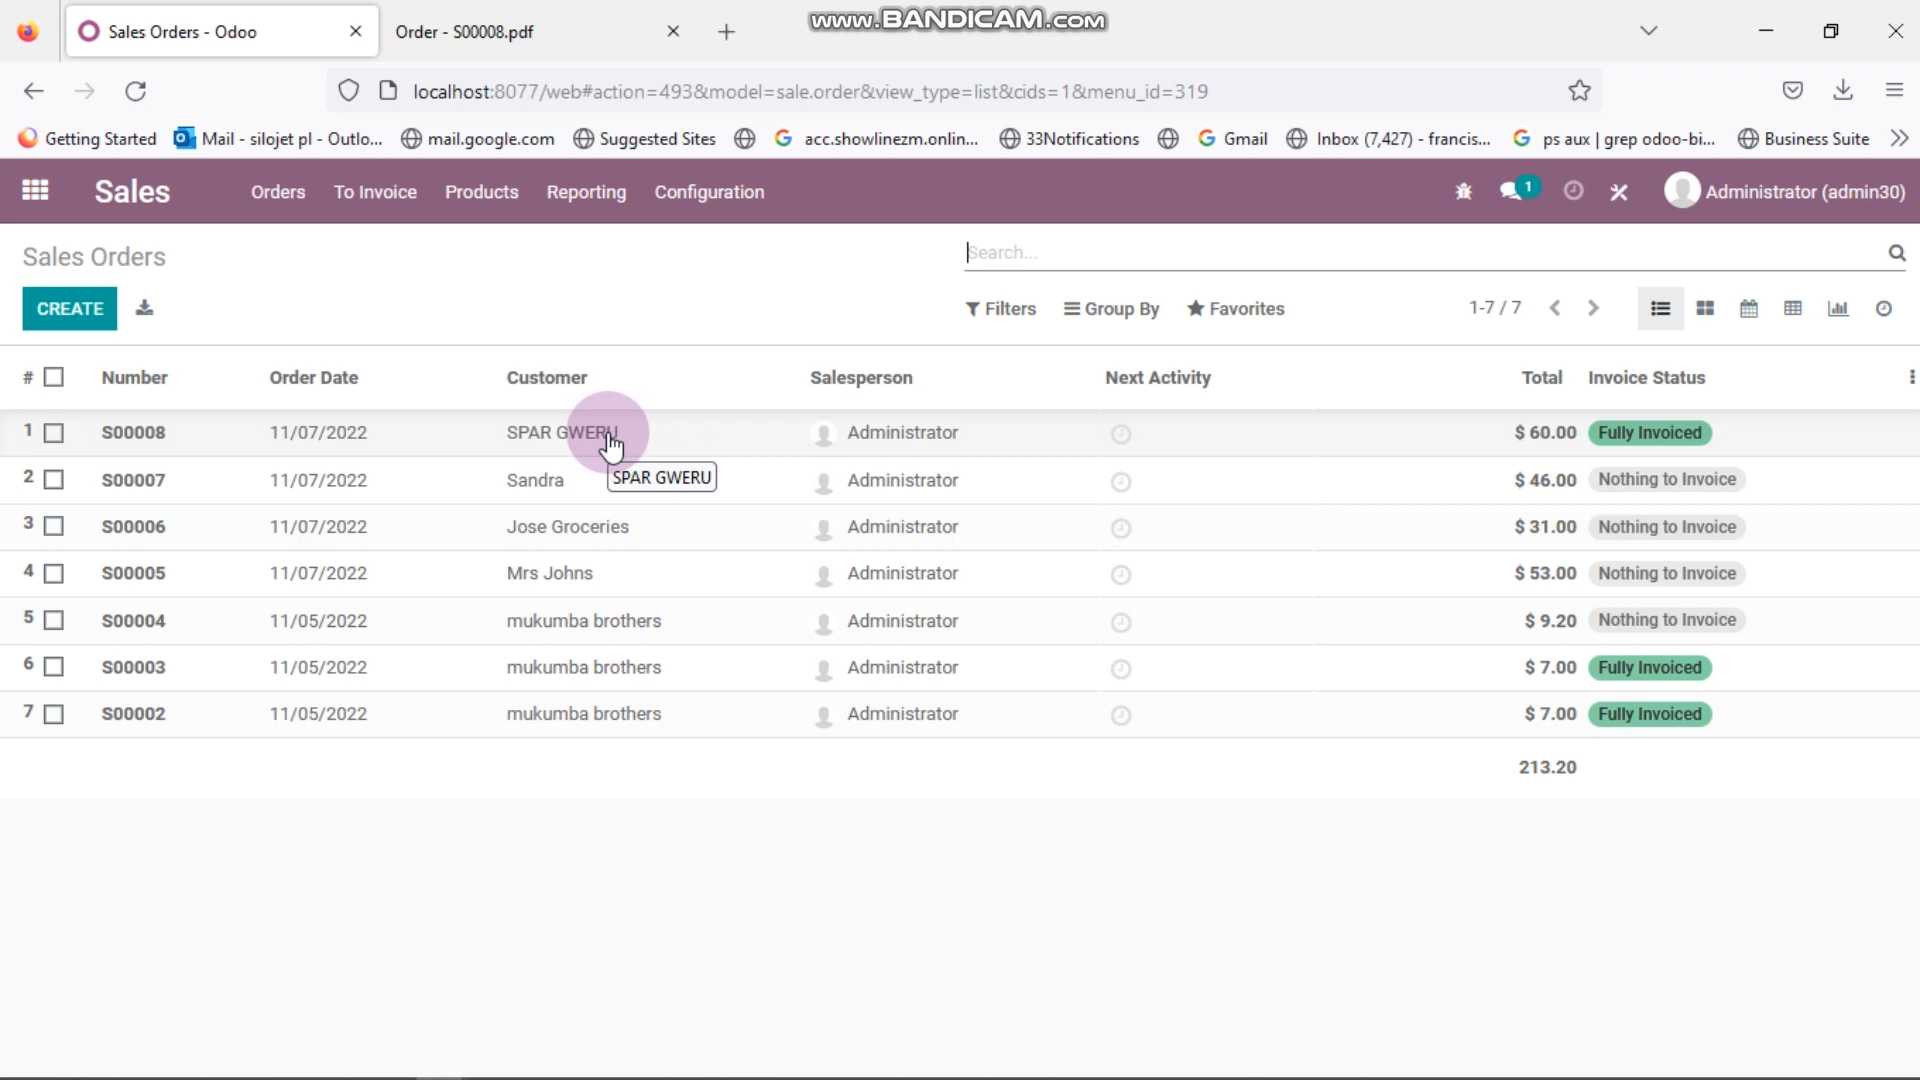 Sales Orders - Odoo
Order - S00008.pdf
www.BANDICAM.com
localhost:8077/web#action=493&model=sale.order&view_type=list&cids=1&menu_id=319
Getting Started
Mail - silojet pl - Outlo...
mail.google.com
Suggested Sites
acc.showlinezm.onlin...
33Notifications
Gmail
Inbox (7,427) - francis...
ps aux | grep odoo-bi...
Business Suite
Sales
Orders
To Invoice
Products
Reporting
Configuration
1
Administrator (admin30)
Sales Orders
Search...
CREATE
Filters
Group By
Favorites
1-7 / 7
# Number Order Date Customer Salesperson Next Activity Total Invoice Status
1 S00008 11/07/2022 SPAR GWERU Administrator $ 60.00 Fully Invoiced
SPAR GWERU
2 S00007 11/07/2022 Sandra Administrator $ 46.00 Nothing to Invoice
3 S00006 11/07/2022 Jose Groceries Administrator $ 31.00 Nothing to Invoice
4 S00005 11/07/2022 Mrs Johns Administrator $ 53.00 Nothing to Invoice
5 S00004 11/05/2022 mukumba brothers Administrator $ 9.20 Nothing to Invoice
6 S00003 11/05/2022 mukumba brothers Administrator $ 7.00 Fully Invoiced
7 S00002 11/05/2022 mukumba brothers Administrator $ 7.00 Fully Invoiced
213.20